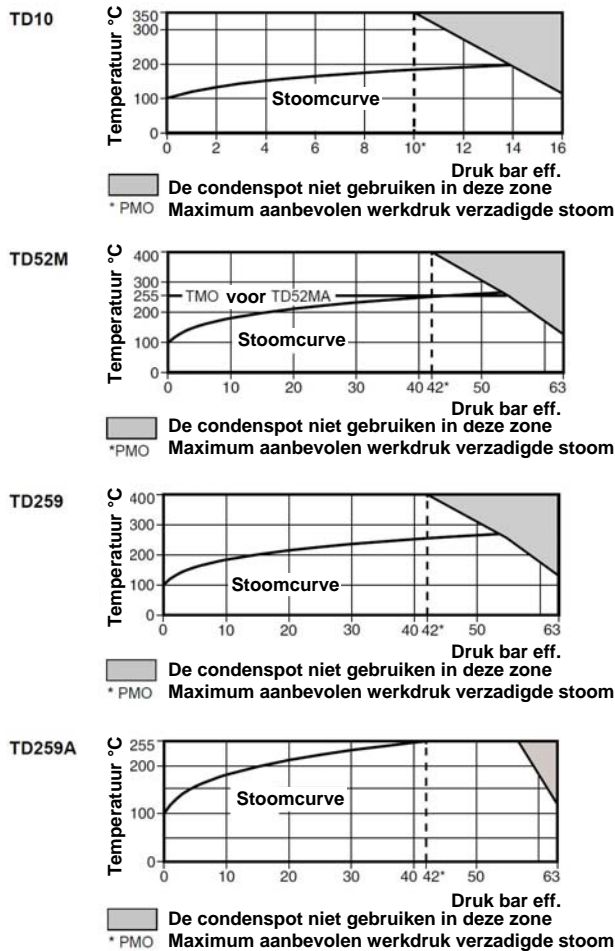 TD10
Temperatuur °C
350
300
200
100
0
Stoomcurve
0 2 4 6 8 10* 12 14 16
Druk bar eff.
De condenspot niet gebruiken in deze zone
* PMO Maximum aanbevolen werkdruk verzadigde stoom
TD52M
Temperatuur °C
400
300
255 TMO voor TD52MA
200
100
0
Stoomcurve
0 10 20 30 40 42* 50 63
Druk bar eff.
De condenspot niet gebruiken in deze zone
*PMO Maximum aanbevolen werkdruk verzadigde stoom
TD259
Temperatuur °C
400
300
200
100
0
Stoomcurve
0 10 20 30 40 42* 50 63
Druk bar eff.
De condenspot niet gebruiken in deze zone
* PMO Maximum aanbevolen werkdruk verzadigde stoom
TD259A
Temperatuur °C
255
200
100
0
Stoomcurve
0 10 20 30 40 42* 50 63
Druk bar eff.
De condenspot niet gebruiken in deze zone
* PMO Maximum aanbevolen werkdruk verzadigde stoom